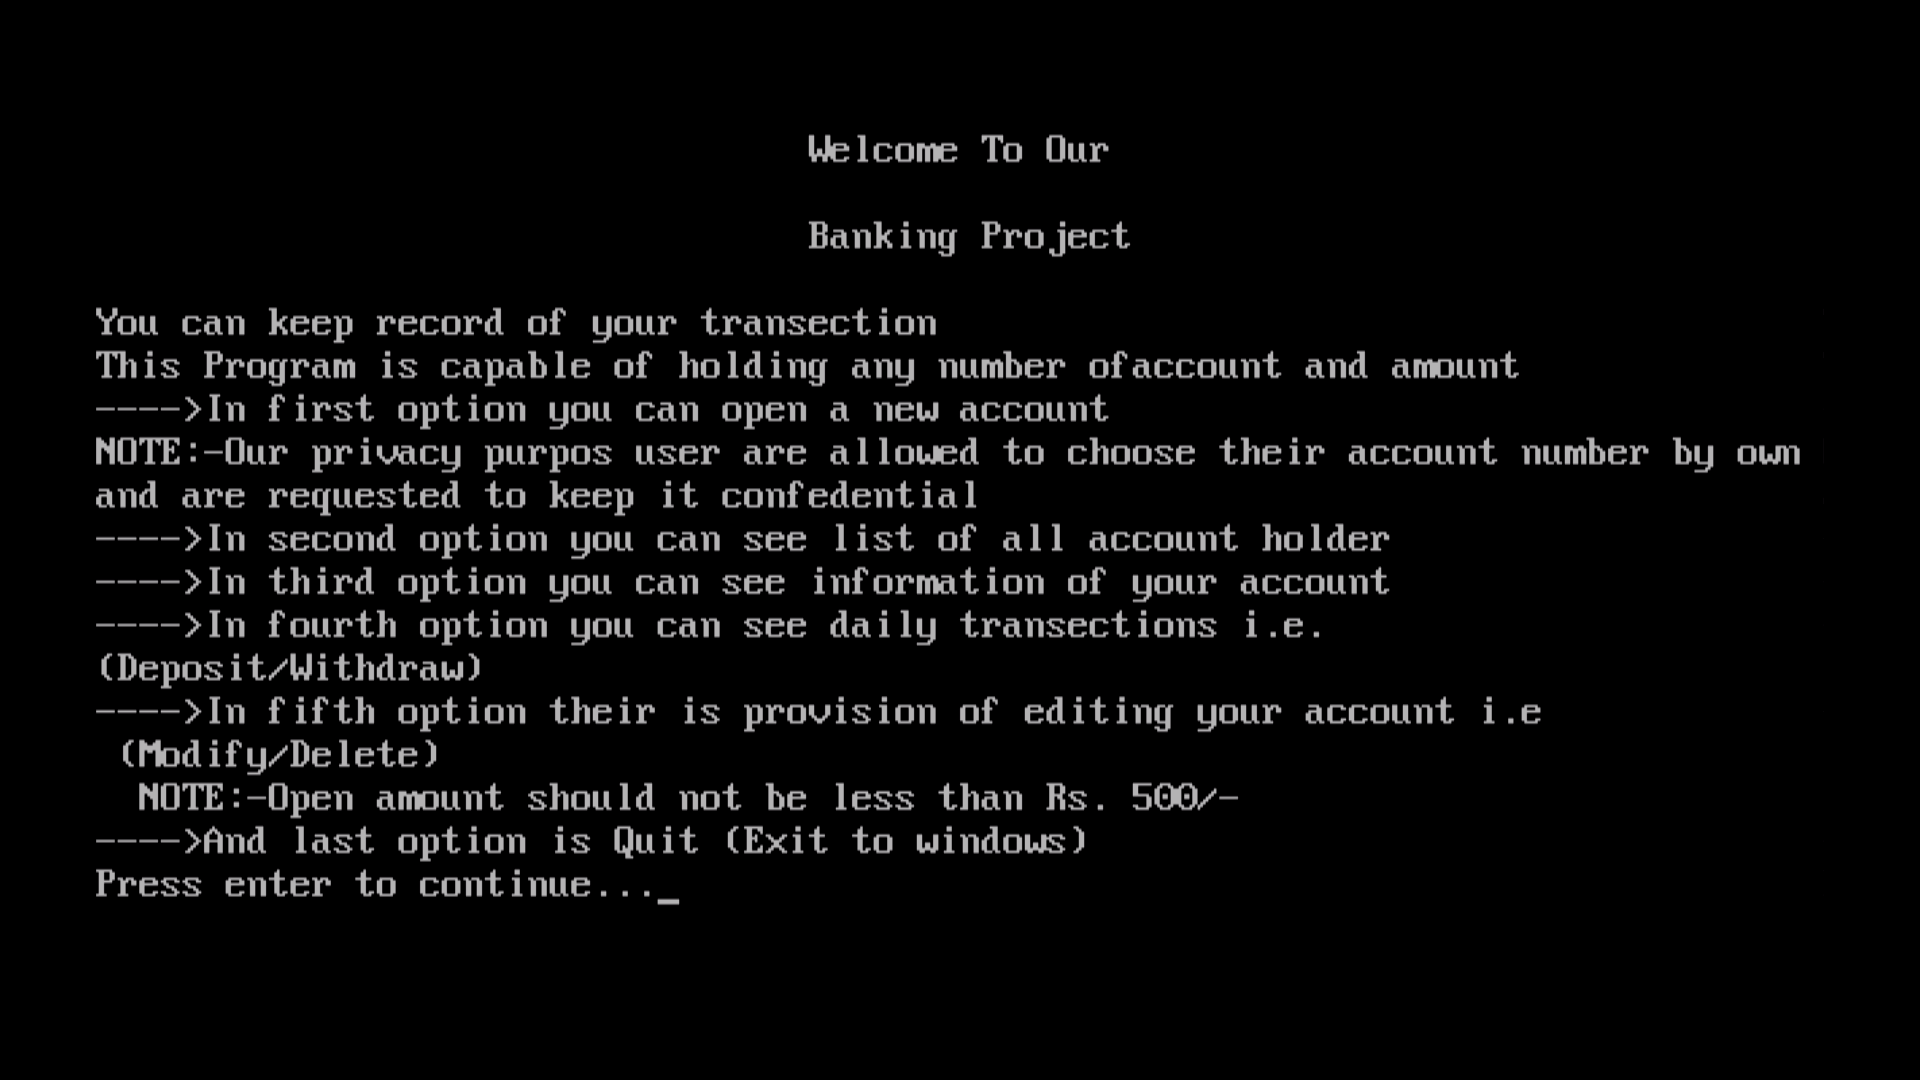 Welcome To Our
Banking Project
You can keep record of your transection
This Program is capable of holding any number ofaccount and amount
---->In first option you can open a new account
NOTE:-Our privacy purpos user are allowed to choose their account number by own
and are requested to keep it confedential
---->In second option you can see list of all account holder
---->In third option you can see information of your account
---->In fourth option you can see daily transections i.e.
(Deposit/Withdraw)
---->In fifth option their is provision of editing your account i.e
(Modify/Delete)
NOTE:-Open amount should not be less than Rs. 500/-
---->And last option is Quit (Exit to windows)
Press enter to continue..._